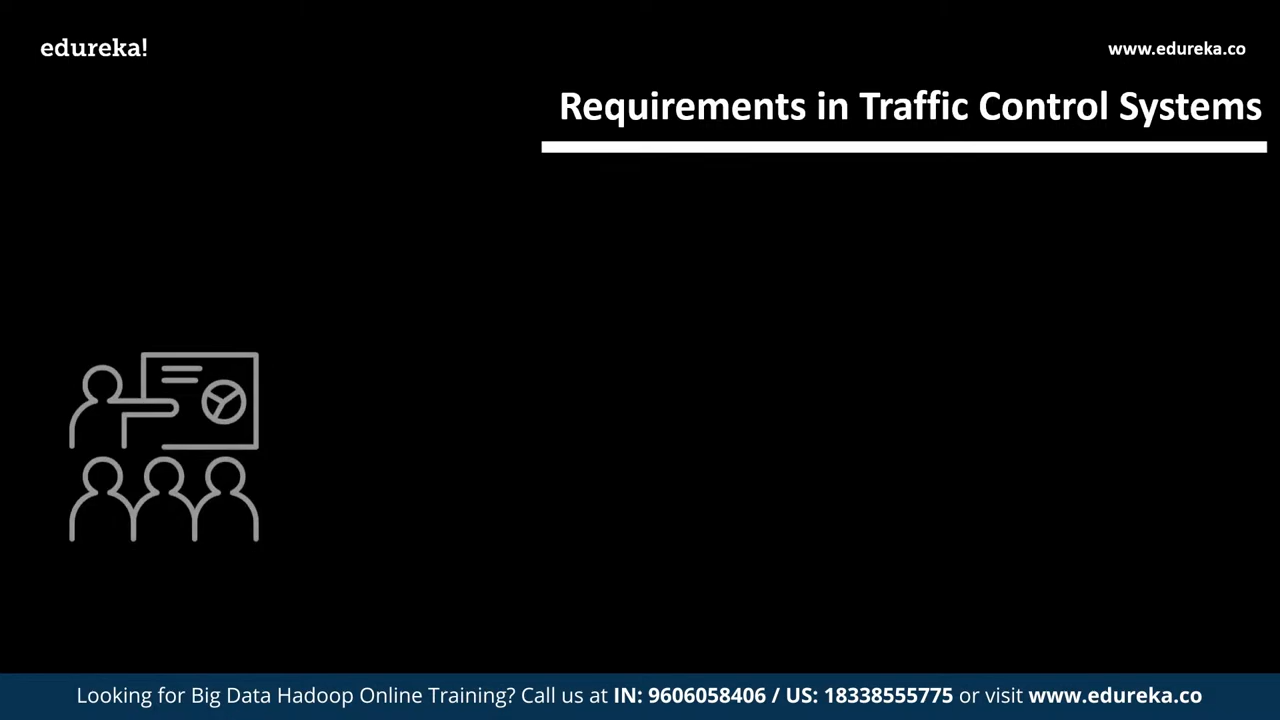 edureka!
www.edureka.co
Requirements in Traffic Control Systems
Looking for Big Data Hadoop Online Training? Call us at IN: 9606058406 / US: 18338555775 or visit www.edureka.co